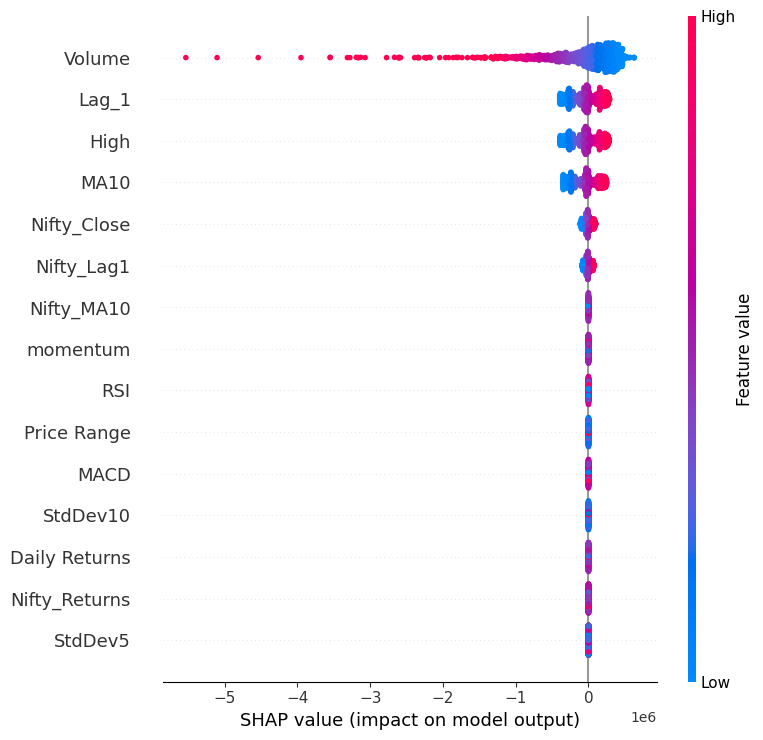 High
Volume
Lag_1
High
MA10
Nifty_Close
Nifty_Lag1
Nifty_MA10
momentum
RSI
Price Range
MACD
StdDev10
Daily Returns
Nifty_Returns
StdDev5
Feature value
Low
−5 −4 −3 −2 −1 0
1e6
SHAP value (impact on model output)